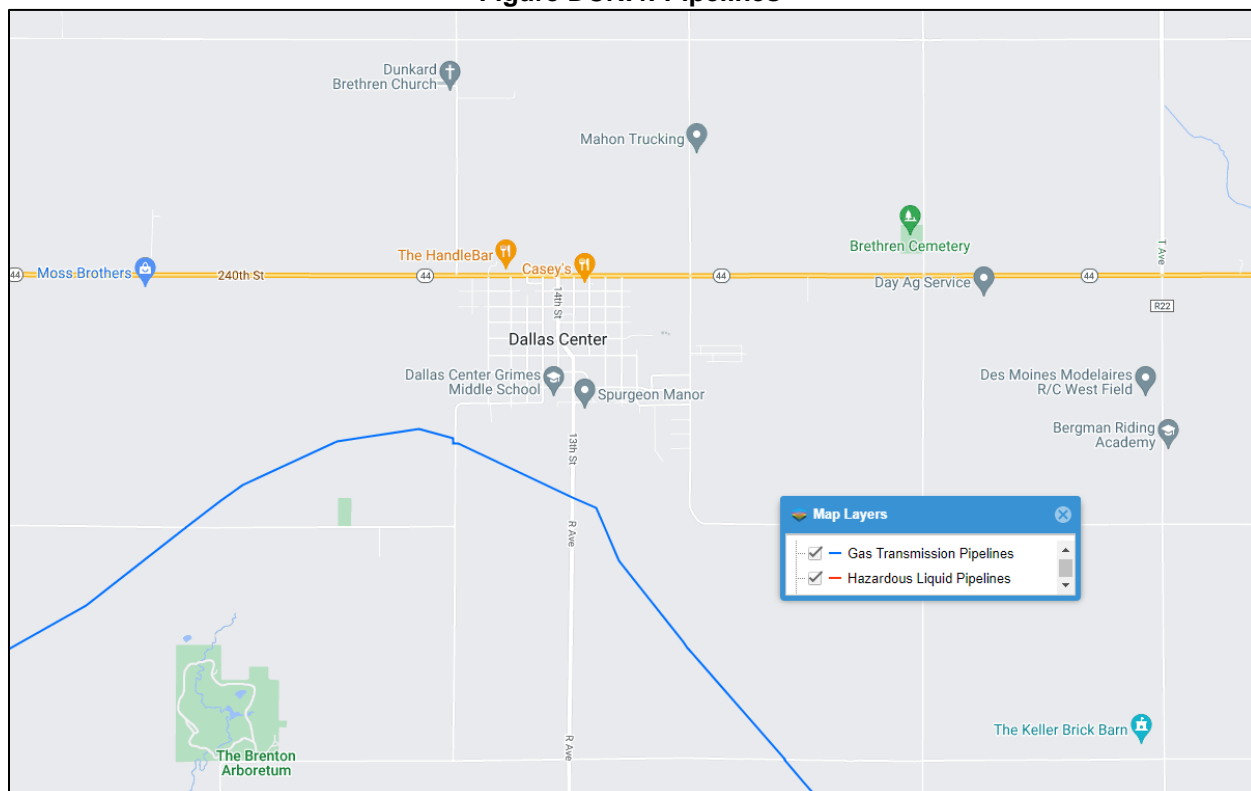 Dunkard
Brethren Church
Mahon Trucking
Brethren Cemetery
T Ave
The HandleBar
Casey's
44
Moss Brothers
240th St
44
44
Day Ag Service
44
14th St
R22
Dallas Center
Dallas Center Grimes
Middle School
Spurgeon Manor
Des Moines Modelaires
R/C West Field
Bergman Riding
Academy
13th St
R Ave
Map Layers
Gas Transmission Pipelines
Hazardous Liquid Pipelines
The Keller Brick Barn
R Ave
The Brenton
Arboretum